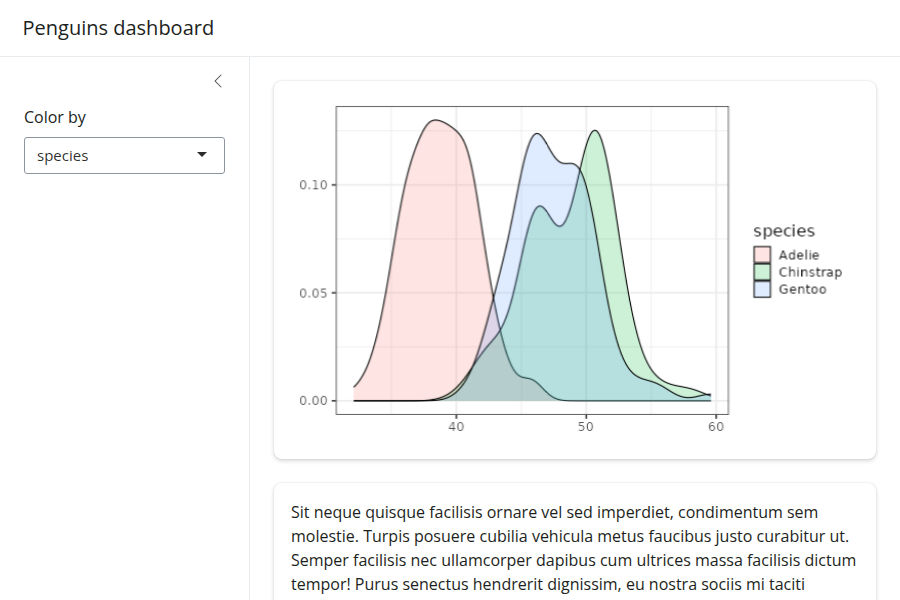 Penguins dashboard
Color by
species
0.10
0.05
0.00
40
50
60
species
Adelie
Chinstrap
Gentoo
Sit neque quisque facilisis ornare vel sed imperdiet, condimentum sem
molestie. Turpis posuere cubilia vehicula metus faucibus justo curabitur ut.
Semper facilisis nec ullamcorper dapibus cum ultrices massa facilisis dictum
tempor! Purus senectus hendrerit dignissim, eu nostra sociis mi taciti